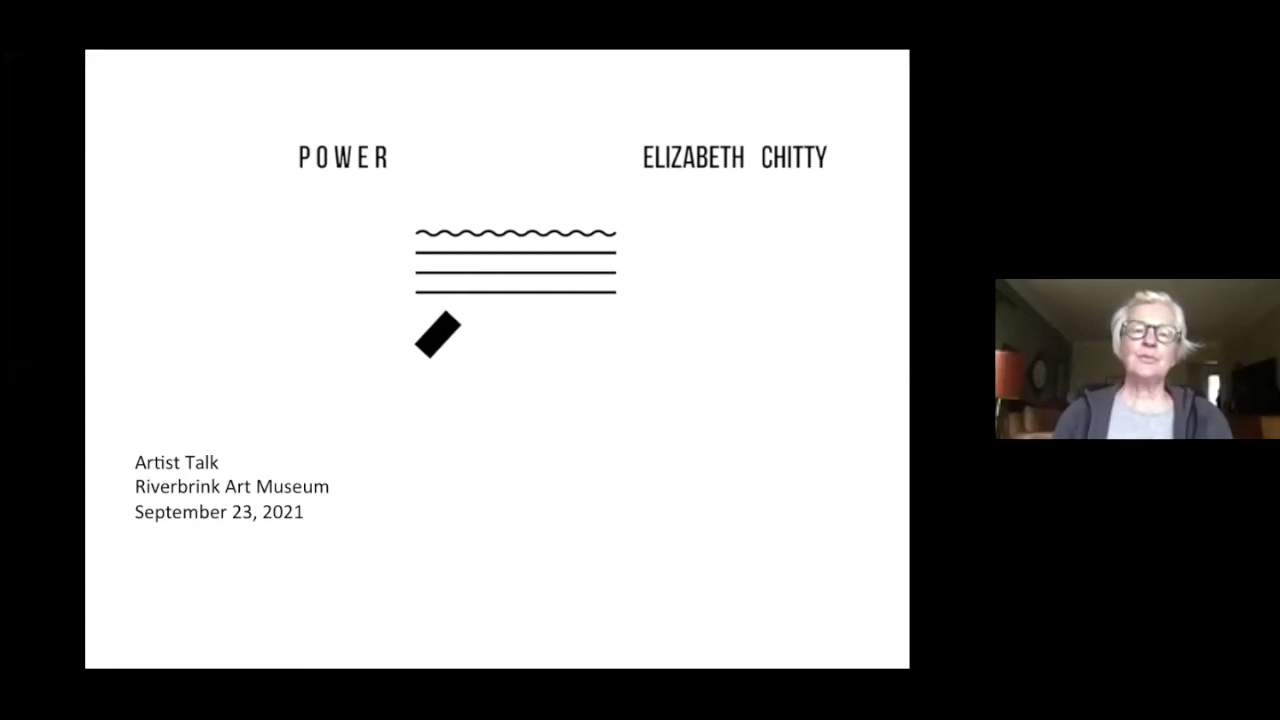 POWER
ELIZABETH CHITTY
Artist Talk
Riverbrink Art Museum
September 23, 2021